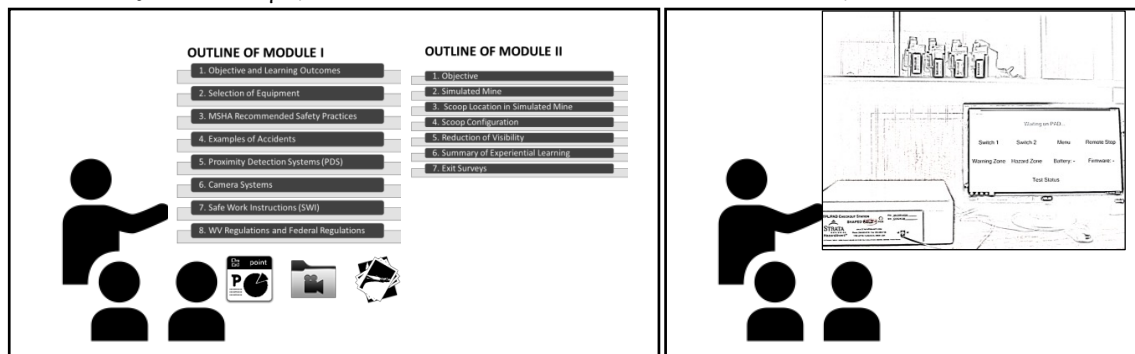 OUTLINE OF MODULE I
1. Objective and Learning Outcomes
2. Selection of Equipment
3. MSHA Recommended Safety Practices
4. Examples of Accidents
5. Proximity Detection Systems (PDS)
6. Camera Systems
7. Safe Work Instructions (SWI)
8. WV Regulations and Federal Regulations
OUTLINE OF MODULE II
1. Objective
2. Simulated Mine
3. Scoop Location in Simulated Mine
4. Scoop Configuration
5. Reduction of Visibility
6. Summary of Experiential Learning
7. Exit Surveys
point
P
Waiting on PAD...
Switch 1 Switch 2 Menu Remote Stop
Warning Zone Hazard Zone Battery: - Firmware: -
Test Status
STRATA